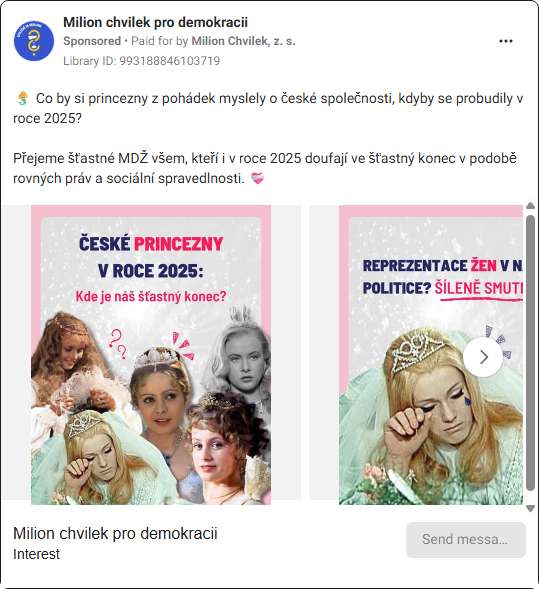 Milion chvilek pro demokracii
Sponsored • Paid for by Milion Chvilek, z. s.
Library ID: 993188846103719
Co by si princezny z pohádek myslely o české společnosti, kdyby se probudily v
roce 2025?
Přejeme šťastné MDŽ všem, kteří i v roce 2025 doufají ve šťastný konec v podobě
rovných práv a sociální spravedlnosti.
ČESKÉ PRINCEZNY
V ROCE 2025:
Kde je náš šťastný konec?
??
REPREZENTACE ŽEN V N
POLITICE? ŠÍLENĚ SMUT
Milion chvilek pro demokracii
Interest
Send messa...